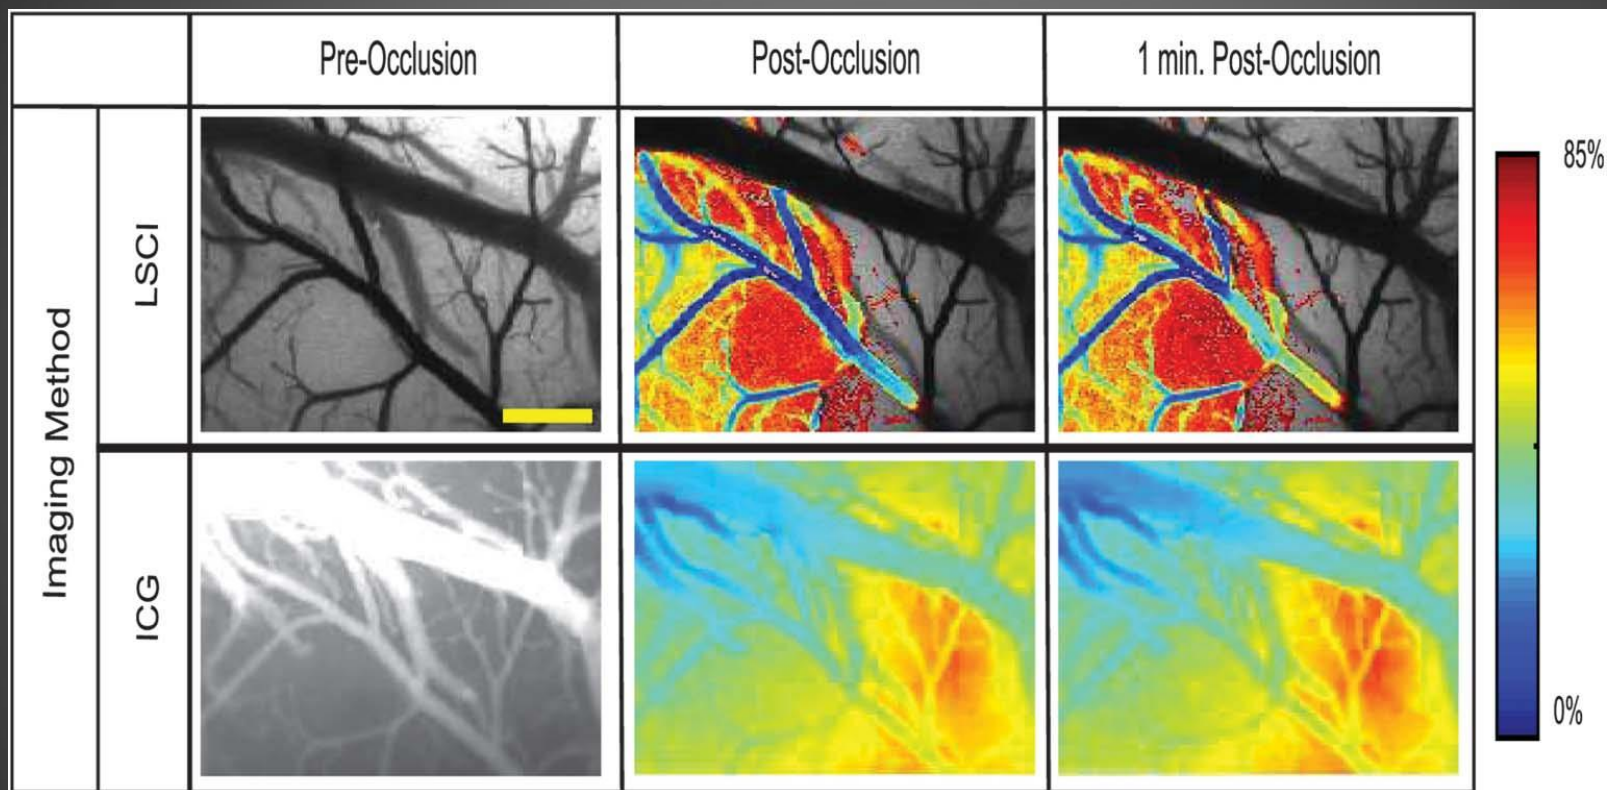 Pre-Occlusion
Post-Occlusion
1 min. Post-Occlusion
Imaging Method
LSCI
ICG
85%
0%